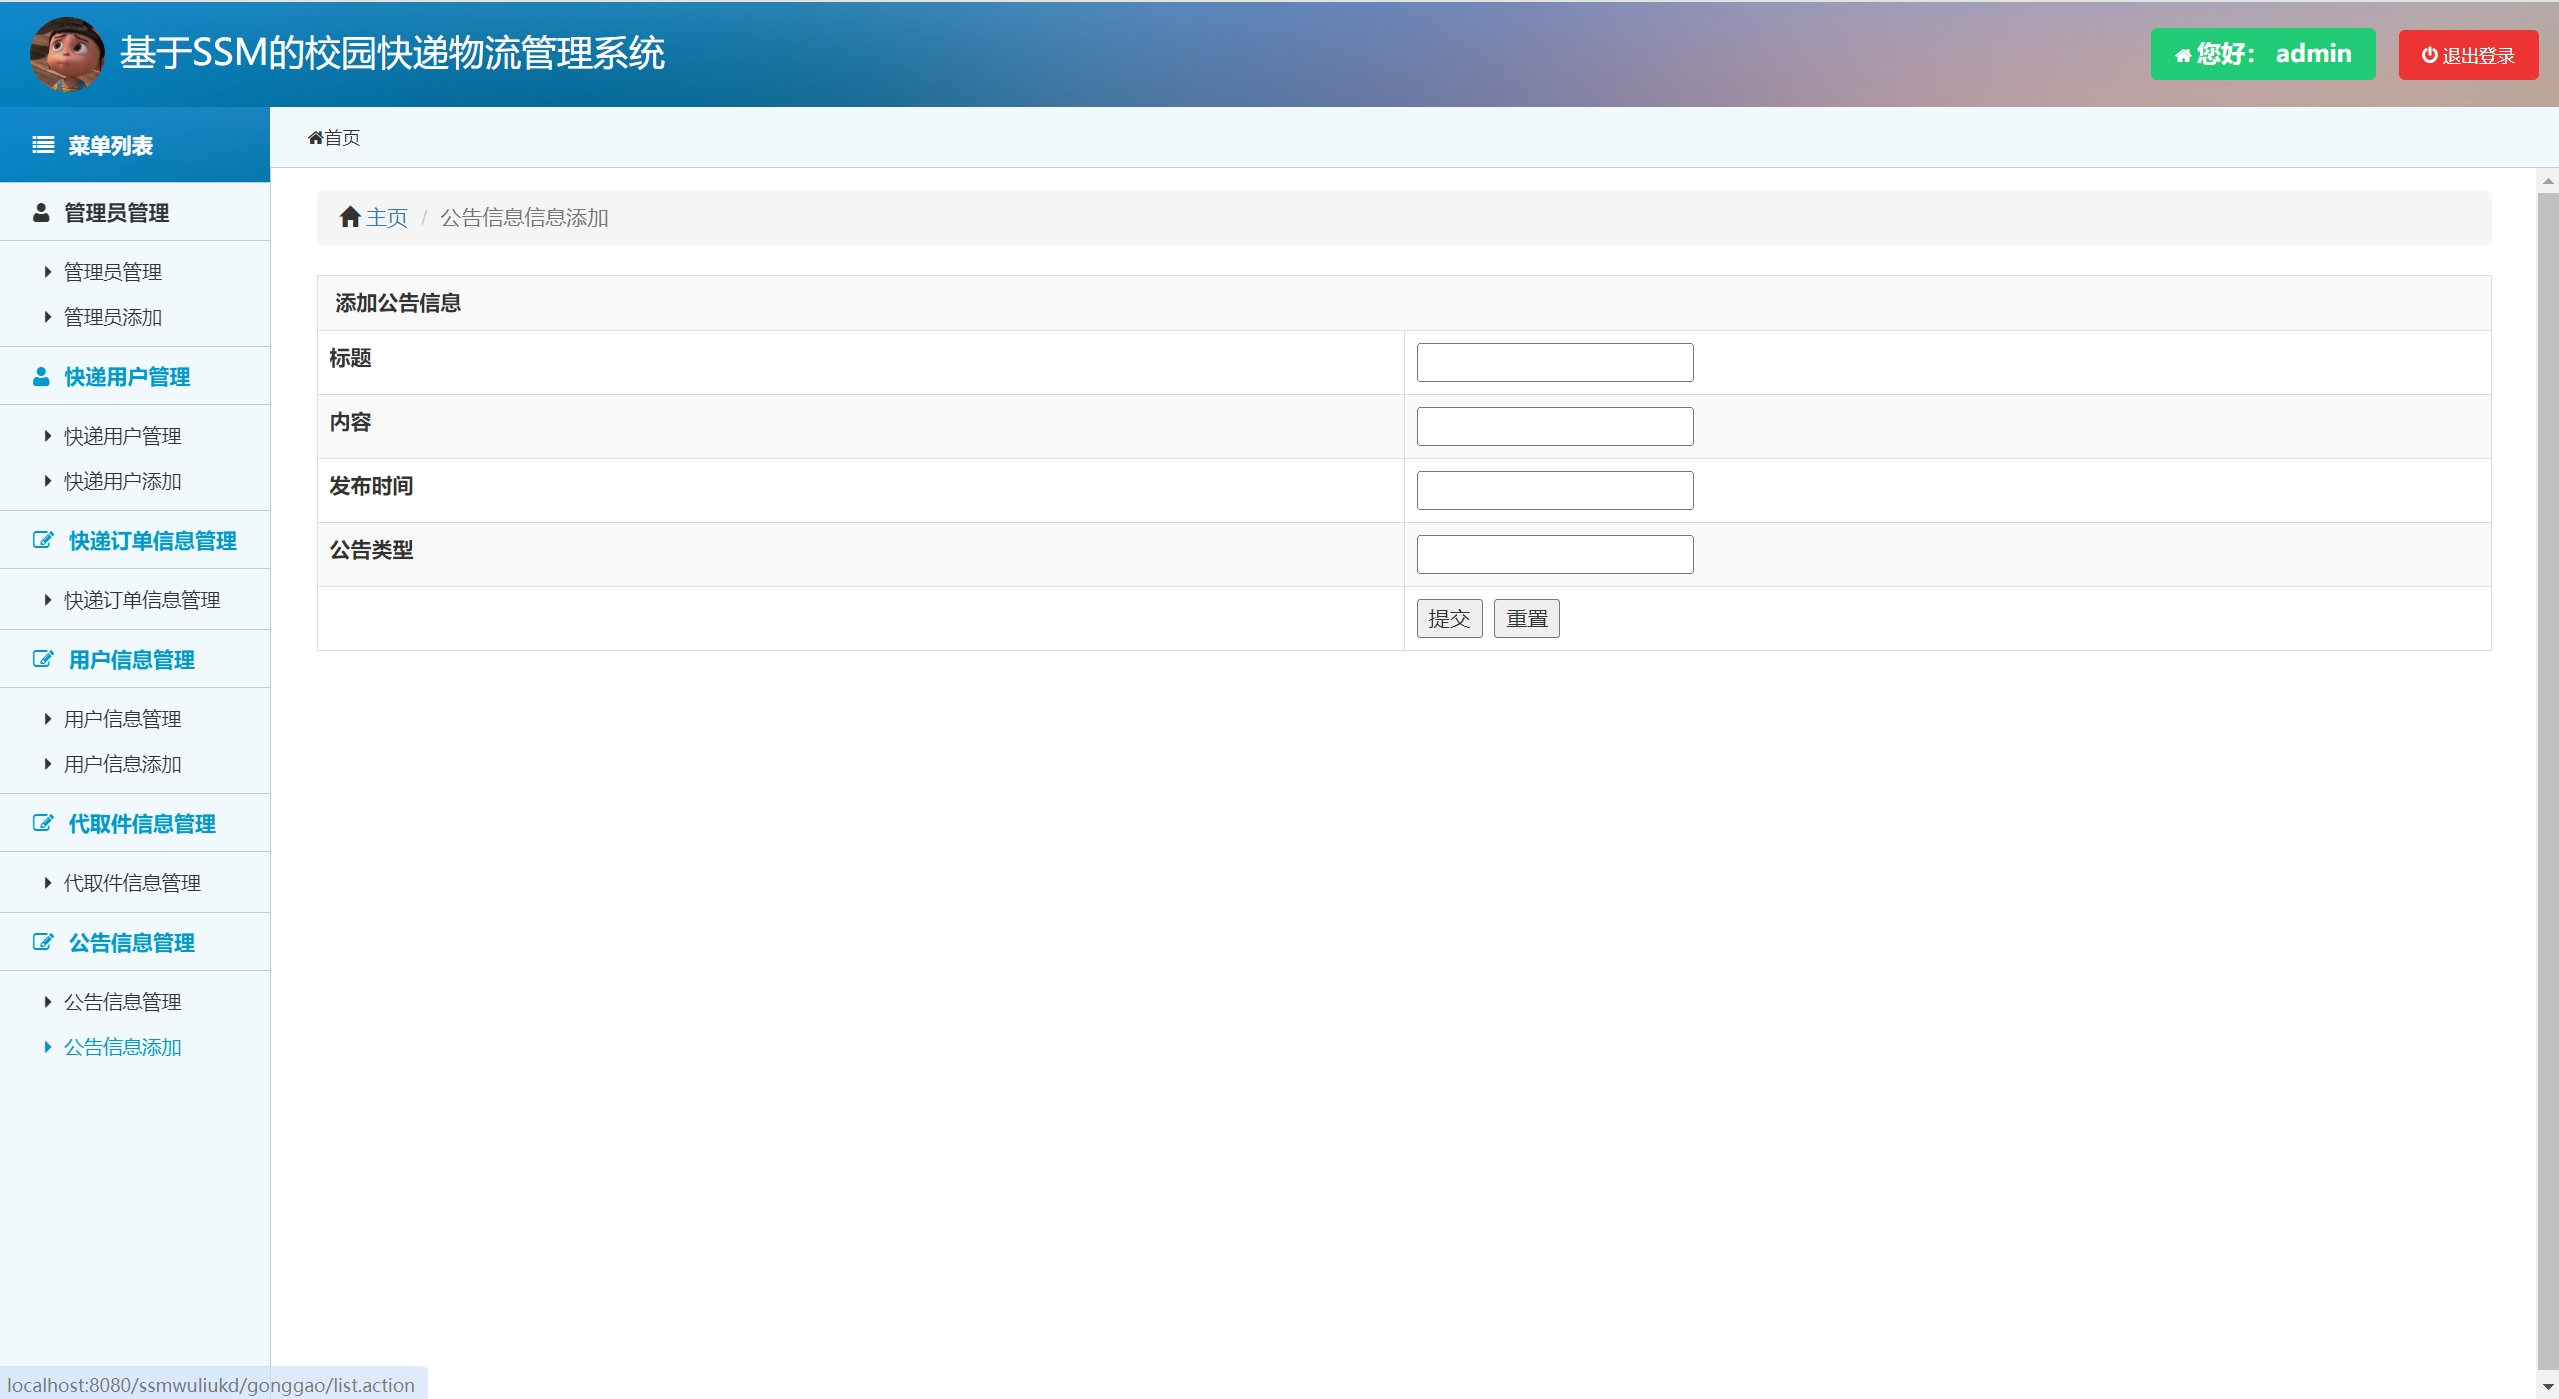 基于SSM的校园快递物流管理系统
您好： admin
退出登录
菜单列表
首页
管理员管理
管理员管理
管理员添加
快递用户管理
快递用户管理
快递用户添加
快递订单信息管理
快递订单信息管理
用户信息管理
用户信息管理
用户信息添加
代取件信息管理
代取件信息管理
公告信息管理
公告信息管理
公告信息添加
主页 / 公告信息信息添加
添加公告信息
标题
内容
发布时间
公告类型
提交 重置
localhost:8080/ssmwuliukd/gonggao/list.action